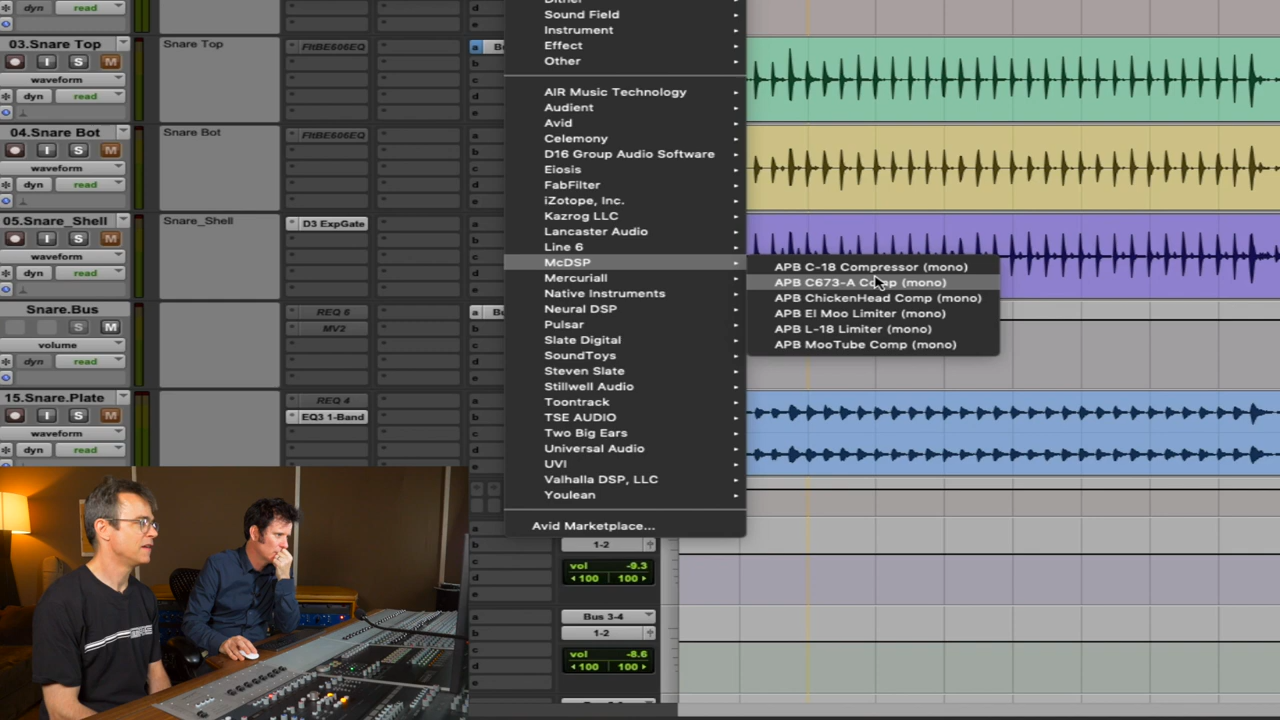 dyn
read
d
e
03.Snare Top
I
S
M
waveform
dyn
read
Snare Top
FltBE606EQ
a
b
c
d
e
04.Snare Bot
I
S
M
waveform
dyn
read
Snare Bot
FltBE606EQ
a
b
c
d
e
05.Snare_Shell
I
S
M
waveform
dyn
read
Snare_Shell
D3 ExpGate
a
b
c
d
e
Snare.Bus
S
M
volume
dyn
read
REQ 6
MV2
a
b
c
d
e
15.Snare.Plate
I
S
M
waveform
dyn
read
REQ 4
EQ3 1-Band
a
b
c
d
e
Sound Field
Instrument
Effect
Other
AIR Music Technology
Audient
Avid
Celemony
D16 Group Audio Software
Eiosis
FabFilter
iZotope, Inc.
Kazrog LLC
Lancaster Audio
Line 6
McDSP
Mercuriall
Native Instruments
Neural DSP
Pulsar
Slate Digital
SoundToys
Steven Slate
Stillwell Audio
Toontrack
TSE AUDIO
Two Big Ears
Universal Audio
UVI
Valhalla DSP, LLC
Youlean
Avid Marketplace...
APB C-18 Compressor (mono)
APB C673-A Comp (mono)
APB ChickenHead Comp (mono)
APB El Moo Limiter (mono)
APB L-18 Limiter (mono)
APB MooTube Comp (mono)
a
b
c
d
e
1-2
vol -9.3
100 100
a
b
c
d
e
Bus 3-4
1-2
vol -8.6
100 100